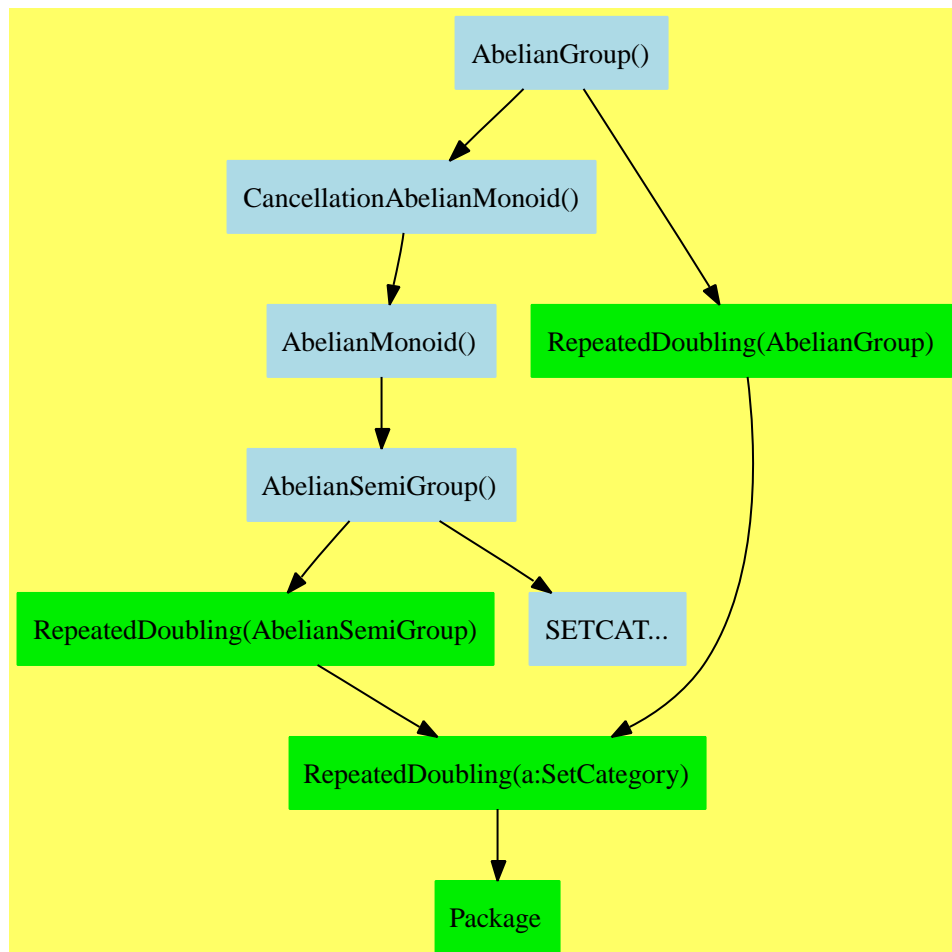 AbelianGroup()
CancellationAbelianMonoid()
AbelianMonoid()
RepeatedDoubling(AbelianGroup)
AbelianSemiGroup()
RepeatedDoubling(AbelianSemiGroup)
SETCAT...
RepeatedDoubling(a:SetCategory)
Package